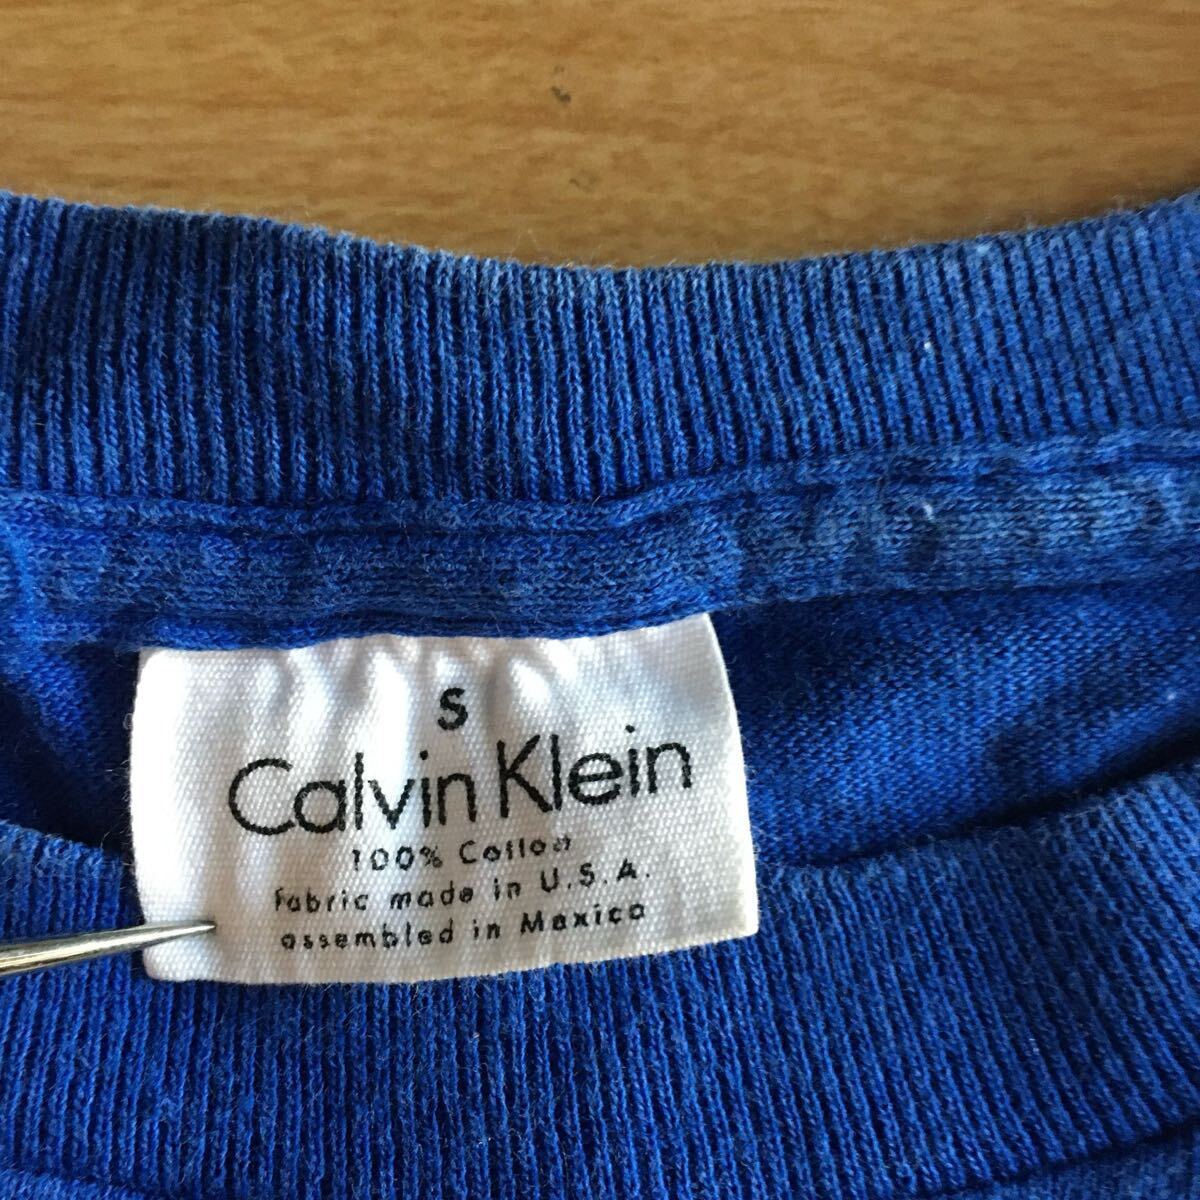 S
Calvin Klein
100% Cotton
Fabric made in U.S.A.
assembled in Mexico